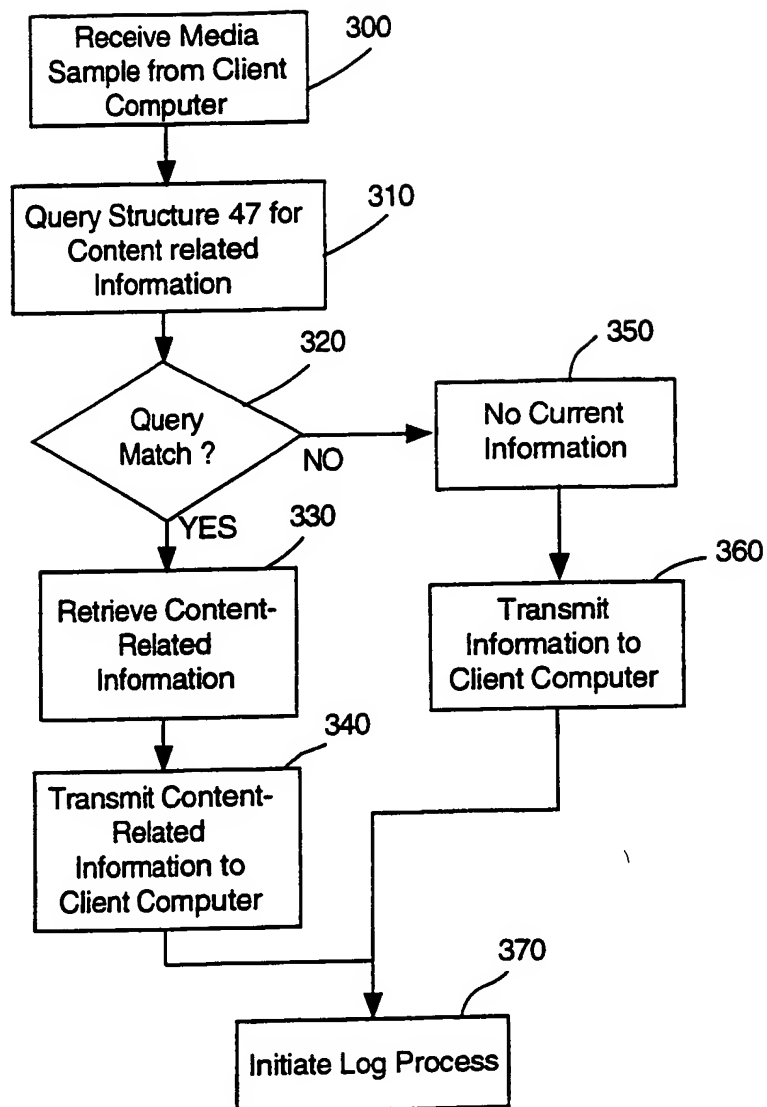 Receive Media
Sample from Client
Computer
300
Query Structure 47 for
Content related
Information
310
Query
Match ?
320
NO
YES
No Current
Information
350
Retrieve Content-
Related
Information
330
Transmit
Information to
Client Computer
360
Transmit Content-
Related
Information to
Client Computer
340
Initiate Log Process
370